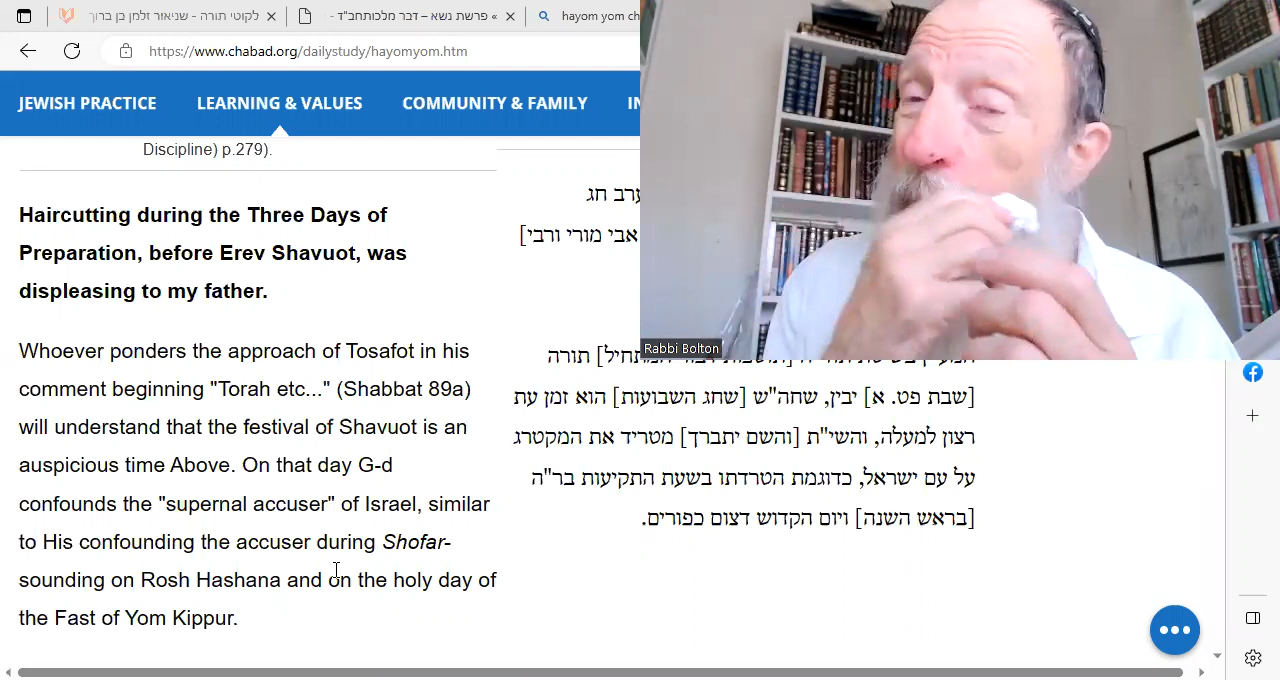 לקוטי תורה - שניאור זלמן בן ברוך
« פרשת נשא – דבר מלכותחב"ד -
hayom yom ch
https://www.chabad.org/dailystudy/hayomyom.htm
JEWISH PRACTICE LEARNING & VALUES COMMUNITY & FAMILY
Discipline) p.279).
Haircutting during the Three Days of
Preparation, before Erev Shavuot, was
displeasing to my father.
Whoever ponders the approach of Tosafot in his
comment beginning "Torah etc..." (Shabbat 89a)
will understand that the festival of Shavuot is an
auspicious time Above. On that day G-d
confounds the "supernal accuser" of Israel, similar
to His confounding the accuser during Shofar-
sounding on Rosh Hashana and on the holy day of
the Fast of Yom Kippur.
ערב חג
אבי מורי ורבי]
תורה
[שבת פט. א] יבין, שחה"ש [שחג השבועות] הוא זמן עת
רצון למעלה, והשי"ת [והשם יתברך] מטריד את המקטרג
על עם ישראל, כדוגמת הטרדתו בשעת התקיעות בר"ה
[בראש השנה] ויום הקדוש דצום כפורים.
Rabbi Bolton